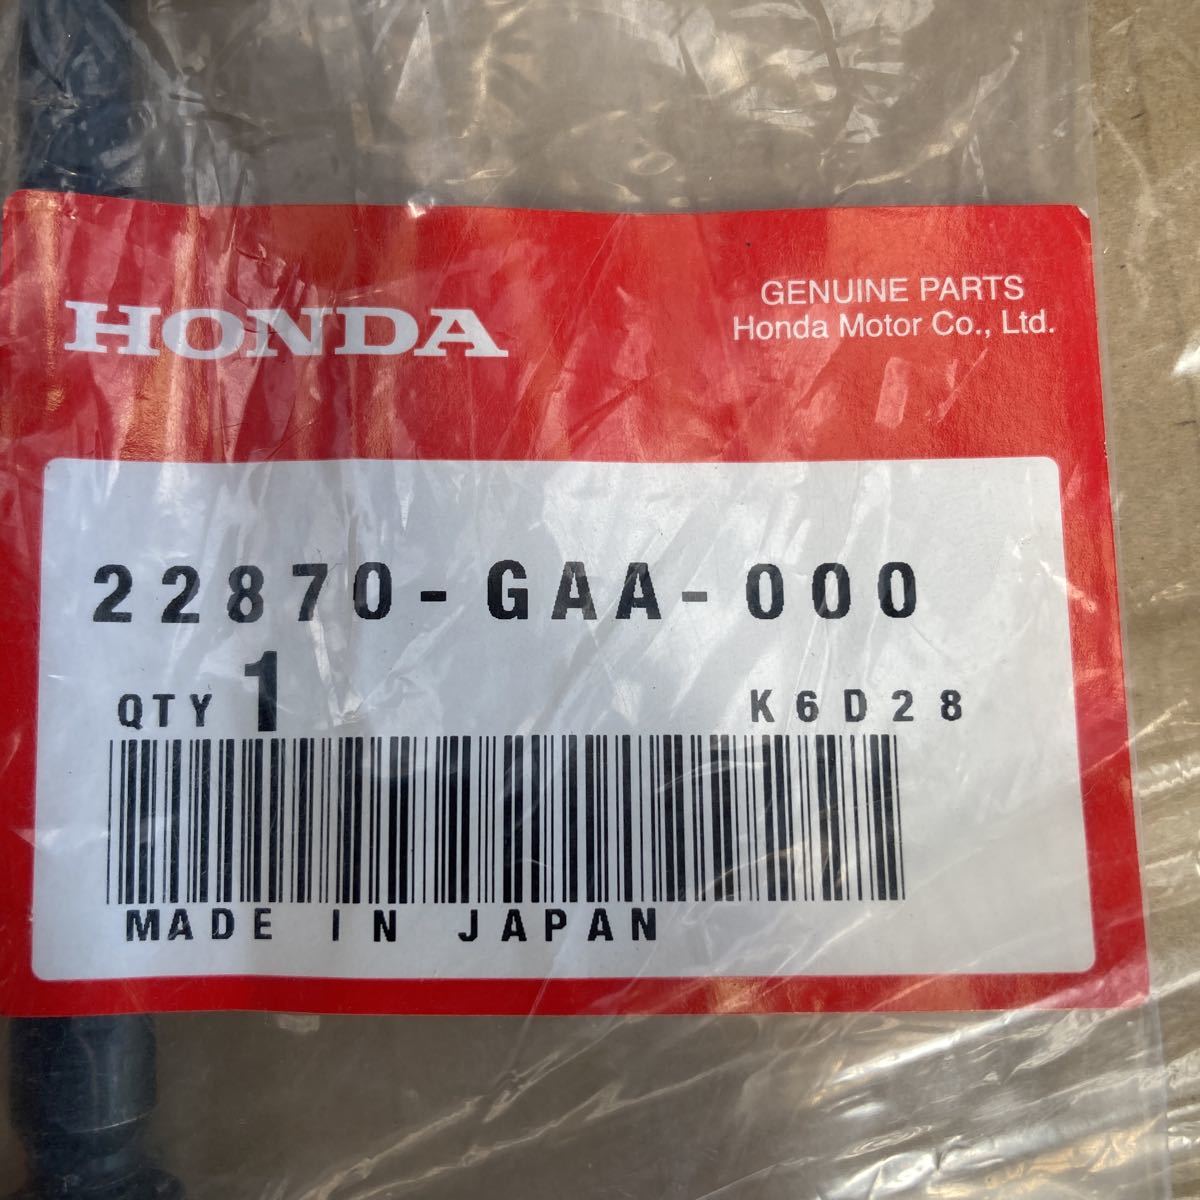 HONDA
GENUINE PARTS
Honda Motor Co., Ltd.
22870-GAA-000
QTY 1
K6D28
MADE IN JAPAN